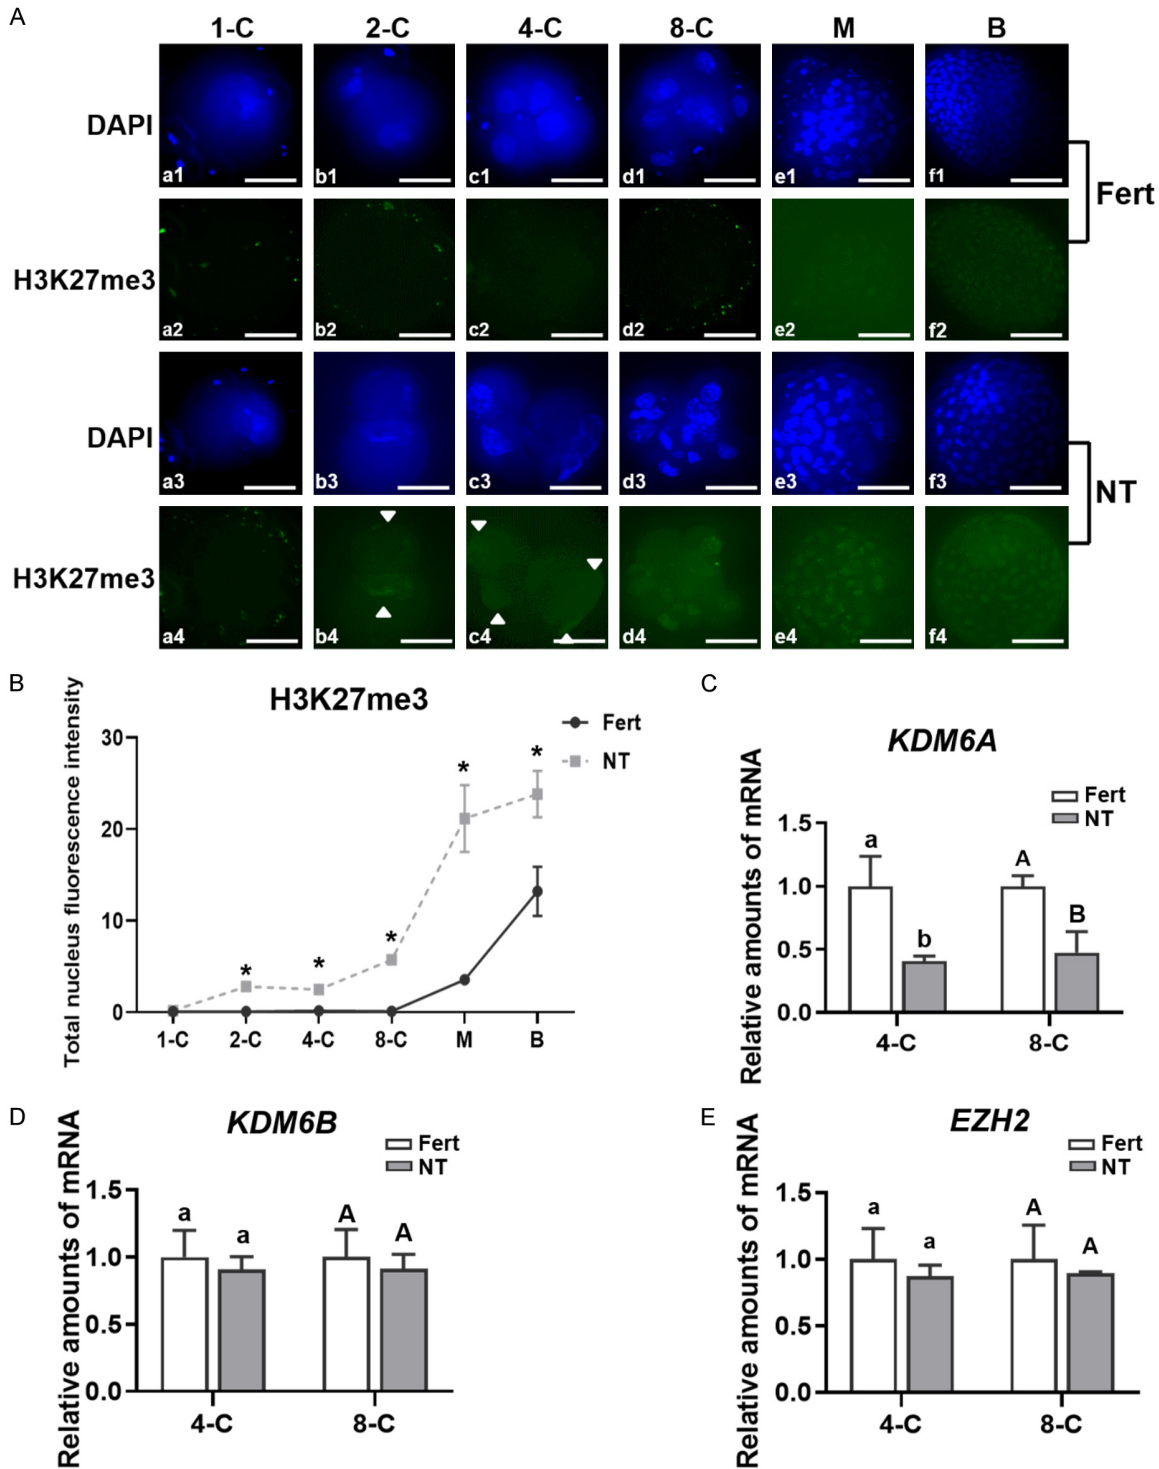 A
1-C 2-C 4-C 8-C M B
DAPI
a1 b1 c1 d1 e1 f1
Fert
H3K27me3
a2 b2 c2 d2 e2 f2
DAPI
a3 b3 c3 d3 e3 f3
NT
H3K27me3
a4 b4 c4 d4 e4 f4
B
H3K27me3
Total nucleus fluorescence intensity
Fert
NT
30
20
10
0
* * * * *
1-C 2-C 4-C 8-C M B
C
KDM6A
Relative amounts of mRNA
Fert
NT
1.5
1.0
0.5
0.0
a b A B
4-C 8-C
D
KDM6B
Relative amounts of mRNA
Fert
NT
1.5
1.0
0.5
0.0
a a A A
4-C 8-C
E
EZH2
Relative amounts of mRNA
Fert
NT
1.5
1.0
0.5
0.0
a a A A
4-C 8-C